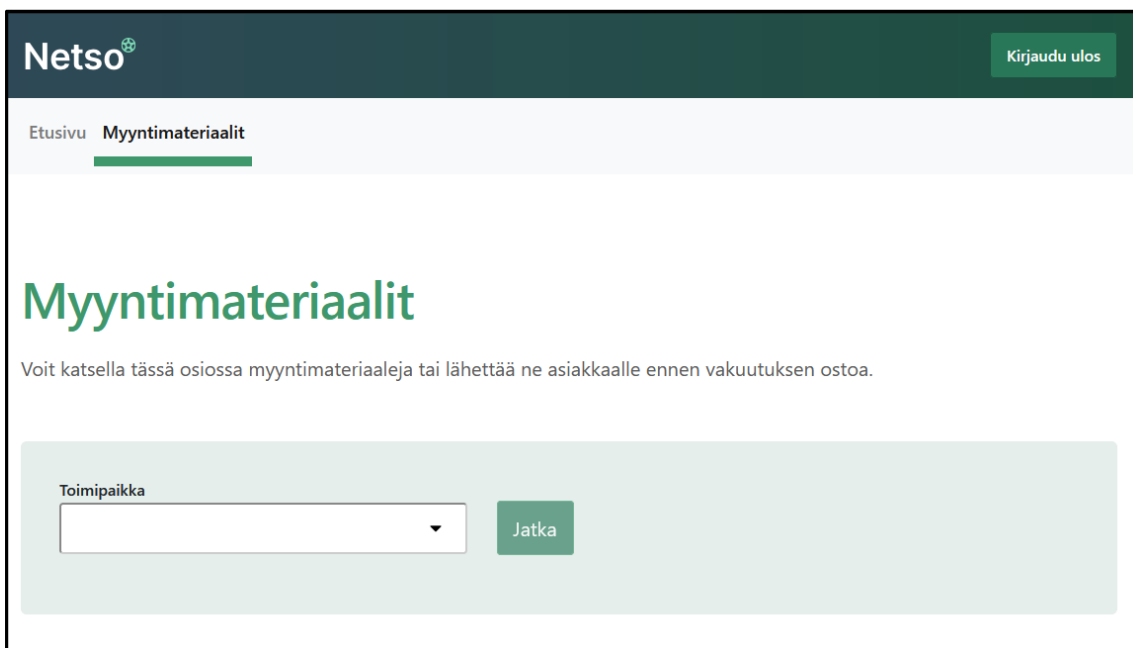 Netso
Kirjaudu ulos
Etusivu Myyntimateriaalit
Myyntimateriaalit
Voit katsella tässä osiossa myyntimateriaaleja tai lähettää ne asiakkaalle ennen vakuutuksen ostoa.
Toimipaikka
Jatka